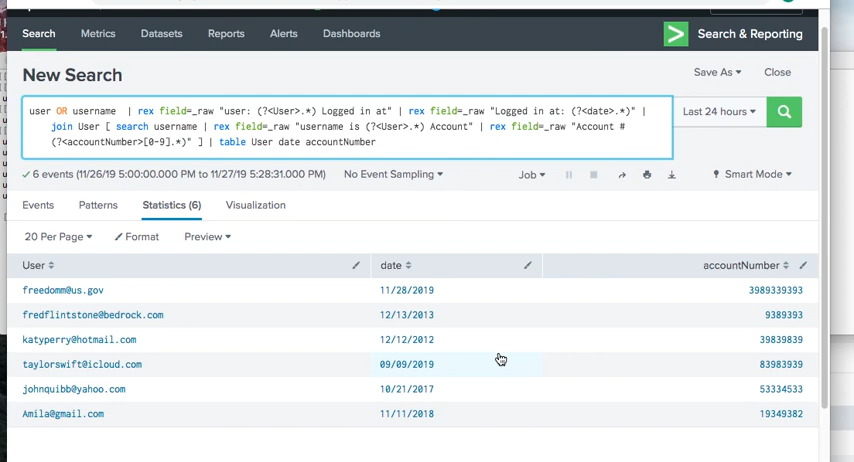 Search Metrics Datasets Reports Alerts Dashboards Search & Reporting
New Search Save As Close
user OR username | rex field=_raw "user: (?<User>.*) Logged in at" | rex field=_raw "Logged in at: (?<date>.*)" | Last 24 hours
join User [ search username | rex field=_raw "username is (?<User>.*) Account" | rex field=_raw "Account #
(?<accountNumber>[0-9].*)" ] | table User date accountNumber
6 events (11/26/19 5:00:00.000 PM to 11/27/19 5:28:31.000 PM) No Event Sampling Job Smart Mode
Events Patterns Statistics (6) Visualization
20 Per Page Format Preview
User date accountNumber
freedomm@us.gov 11/28/2019 3989339393
fredflintstone@bedrock.com 12/13/2013 9389393
katyperry@hotmail.com 12/12/2012 39839839
taylorswift@icloud.com 09/09/2019 83983939
johnquibb@yahoo.com 10/21/2017 53334533
Amila@gmail.com 11/11/2018 19349382